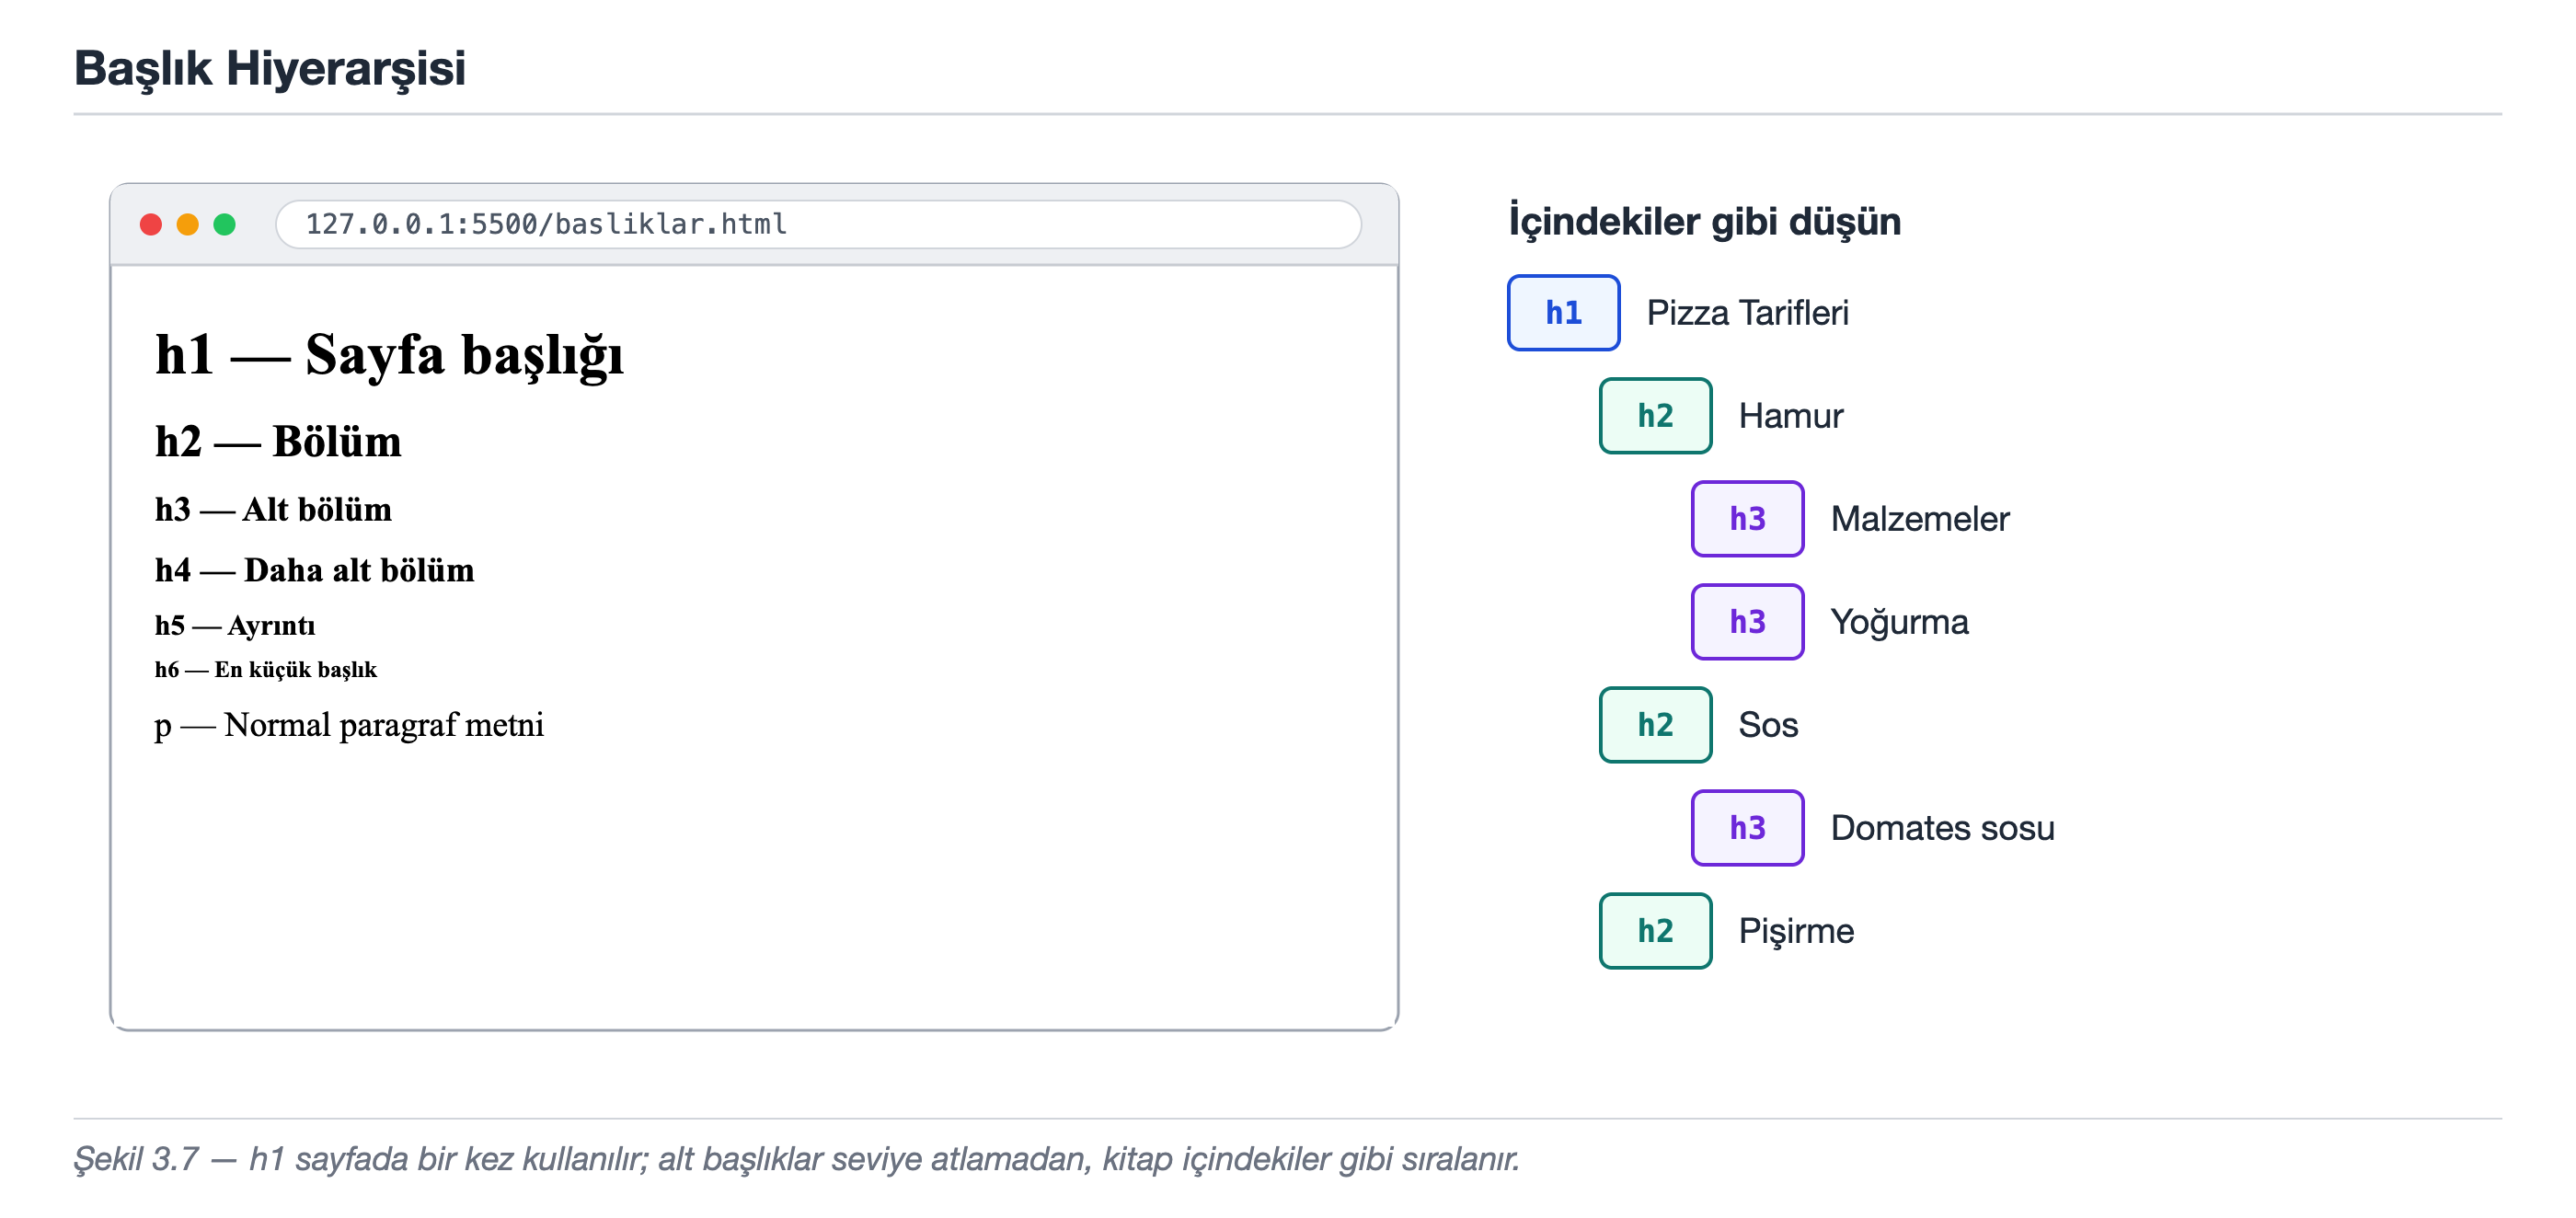 Başlık Hiyerarşisi
127.0.0.1:5500/basliklar.html
h1 — Sayfa başlığı
h2 — Bölüm
h3 — Alt bölüm
h4 — Daha alt bölüm
h5 — Ayrıntı
h6 — En küçük başlık
p — Normal paragraf metni
İçindekiler gibi düşün
h1 Pizza Tarifleri
h2 Hamur
h3 Malzemeler
h3 Yoğurma
h2 Sos
h3 Domates sosu
h2 Pişirme
Şekil 3.7 — h1 sayfada bir kez kullanılır; alt başlıklar seviye atlamadan, kitap içindekiler gibi sıralanır.